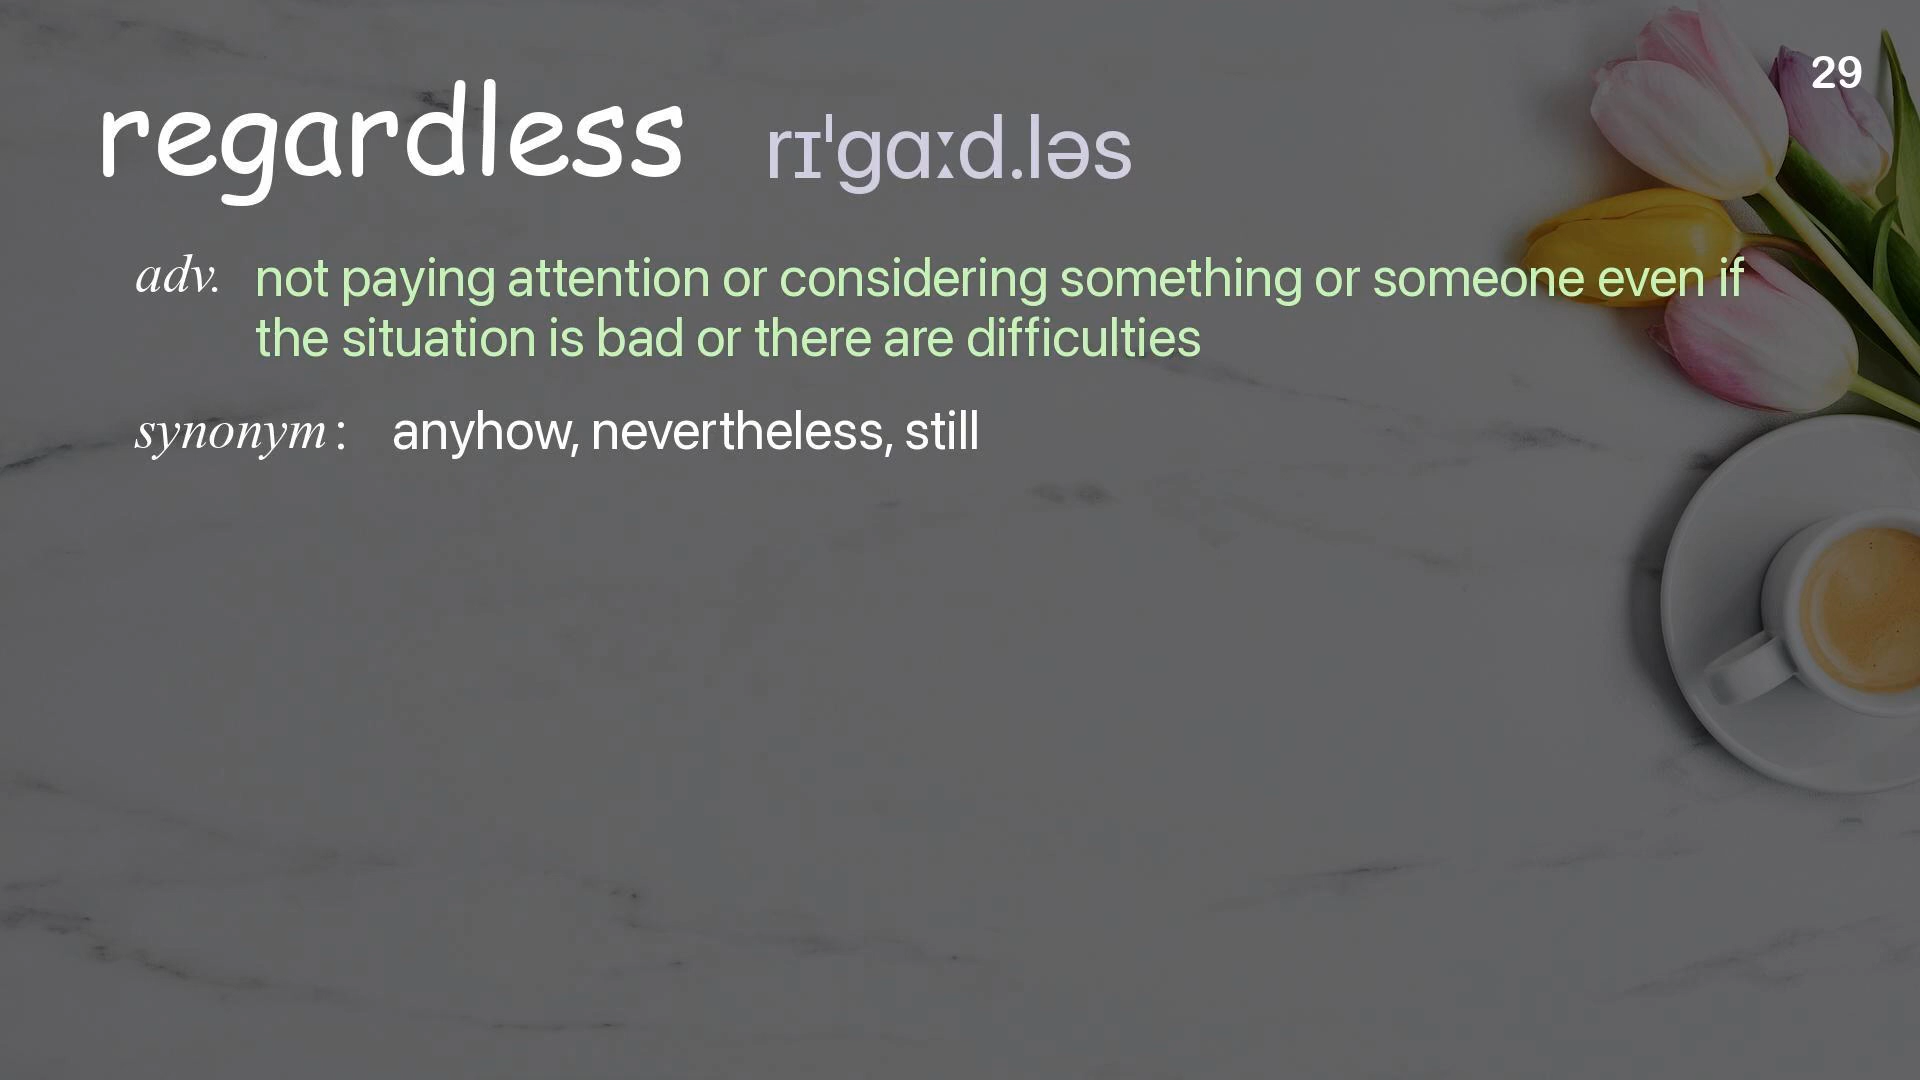 29
regardless rɪˈɡɑːd.ləs
adv. not paying attention or considering something or someone even if
the situation is bad or there are difficulties
synonym : anyhow, nevertheless, still